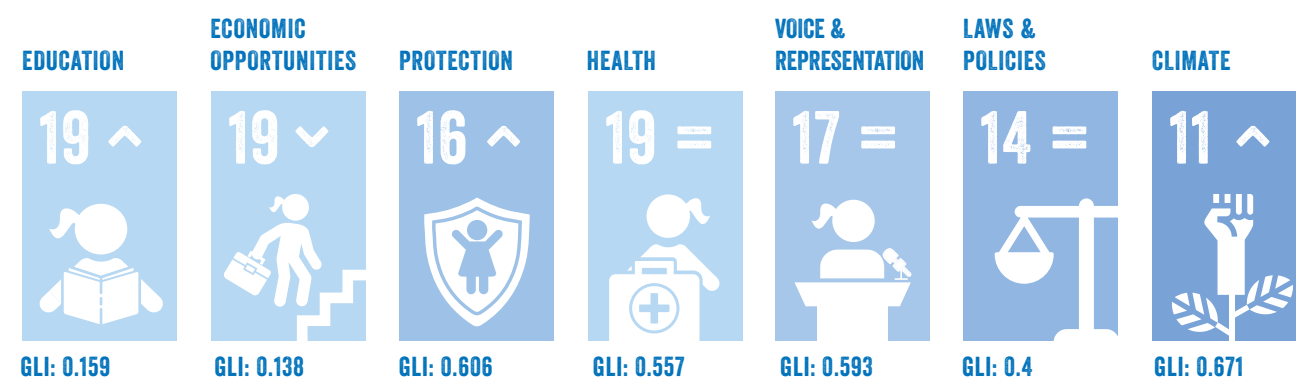 EDUCATION
19 ^
GLI: 0.159
ECONOMIC
OPPORTUNITIES
19 ⌄
GLI: 0.138
PROTECTION
16 ^
GLI: 0.606
HEALTH
19 =
GLI: 0.557
VOICE &
REPRESENTATION
17 =
GLI: 0.593
LAWS &
POLICIES
14 =
GLI: 0.4
CLIMATE
11 ^
GLI: 0.671